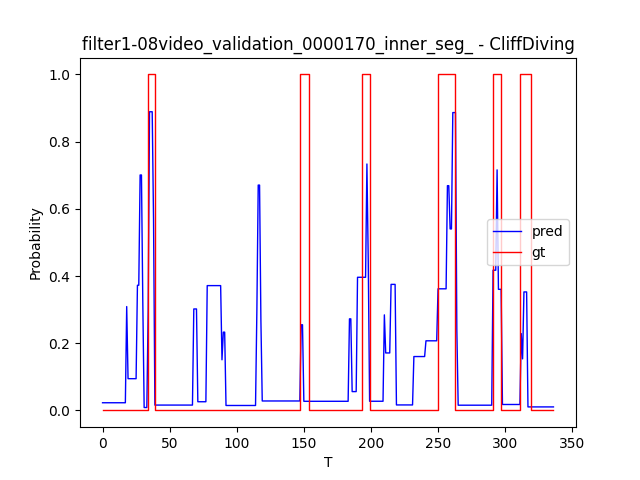 filter1-08video_validation_0000170_inner_seg_ - CliffDiving
Probability
1.0
0.8
0.6
0.4
0.2
0.0
pred
gt
0 50 100 150 200 250 300 350
T